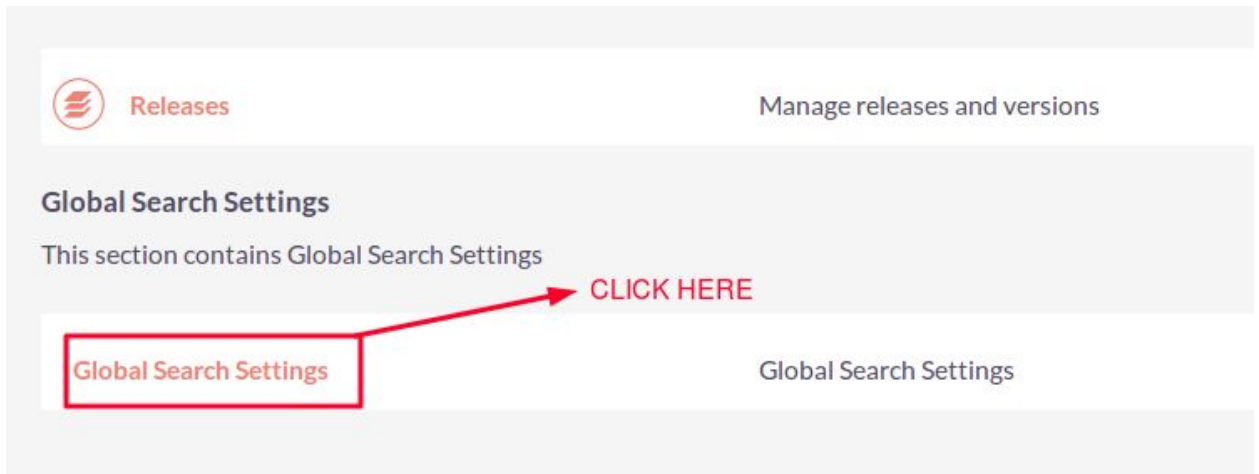 Releases Manage releases and versions
Global Search Settings
This section contains Global Search Settings
CLICK HERE
Global Search Settings Global Search Settings